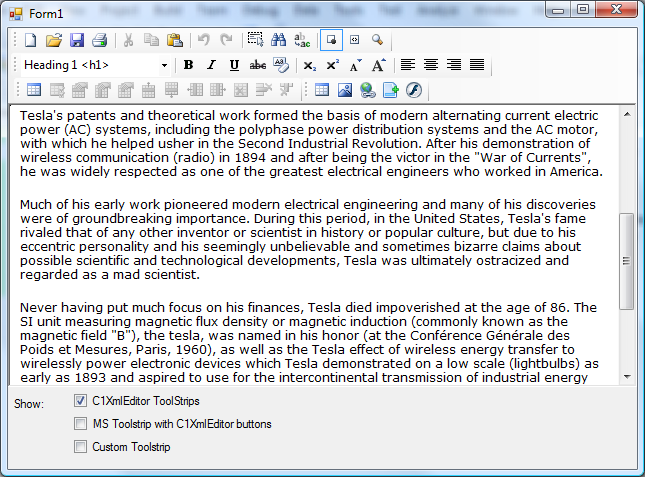 Form1
ab
ac
Heading 1 <h1>
B I U abc
x₂ x² A A
Tesla's patents and theoretical work formed the basis of modern alternating current electric
power (AC) systems, including the polyphase power distribution systems and the AC motor,
with which he helped usher in the Second Industrial Revolution. After his demonstration of
wireless communication (radio) in 1894 and after being the victor in the "War of Currents",
he was widely respected as one of the greatest electrical engineers who worked in America.
Much of his early work pioneered modern electrical engineering and many of his discoveries
were of groundbreaking importance. During this period, in the United States, Tesla's fame
rivaled that of any other inventor or scientist in history or popular culture, but due to his
eccentric personality and his seemingly unbelievable and sometimes bizarre claims about
possible scientific and technological developments, Tesla was ultimately ostracized and
regarded as a mad scientist.
Never having put much focus on his finances, Tesla died impoverished at the age of 86. The
SI unit measuring magnetic flux density or magnetic induction (commonly known as the
magnetic field "B"), the tesla, was named in his honor (at the Conférence Générale des
Poids et Mesures, Paris, 1960), as well as the Tesla effect of wireless energy transfer to
wirelessly power electronic devices which Tesla demonstrated on a low scale (lightbulbs) as
early as 1893 and aspired to use for the intercontinental transmission of industrial energy
Show:
C1XmlEditor ToolStrips
MS Toolstrip with C1XmlEditor buttons
Custom Toolstrip